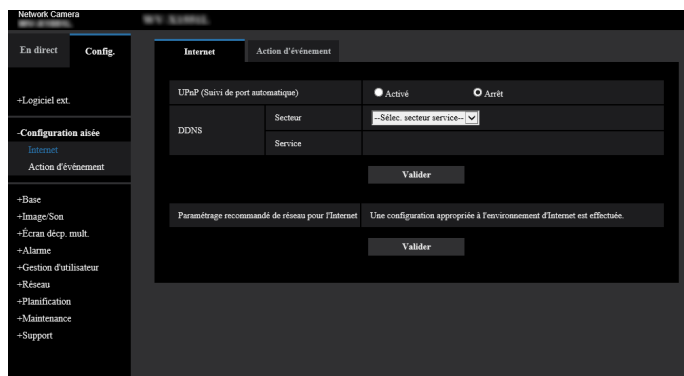 Network Camera
En direct
Config.
+Logiciel ext.
-Configuration aisée
Internet
Action d'événement
+Base
+Image/Son
+Écran décp. mult.
+Alarme
+Gestion d'utilisateur
+Réseau
+Planification
+Maintenance
+Support
Internet
Action d'événement
UPnP (Suivi de port automatique)
Activé
Arrêt
DDNS
Secteur
--Sélec. secteur service--
Service
Valider
Paramétrage recommandé de réseau pour l'Internet
Une configuration appropriée à l'environnement d'Internet est effectuée.
Valider